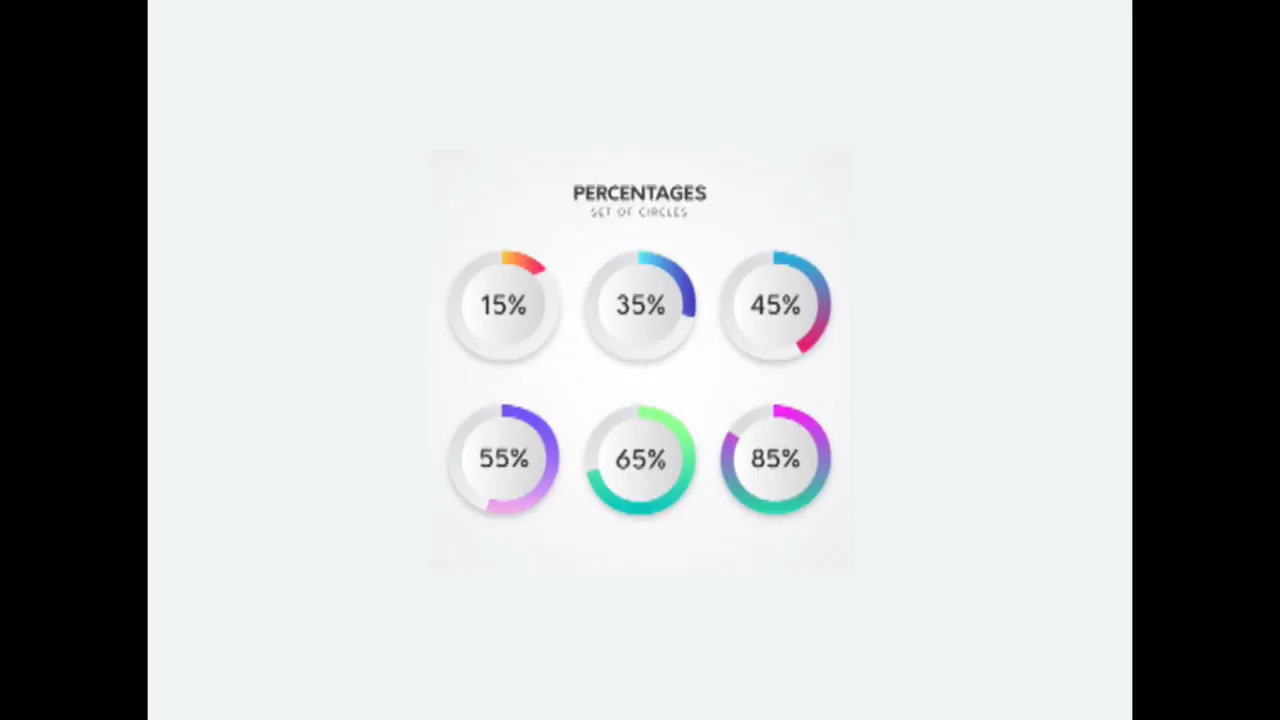 PERCENTAGES
SET OF CIRCLES
15% 35% 45%
55% 65% 85%